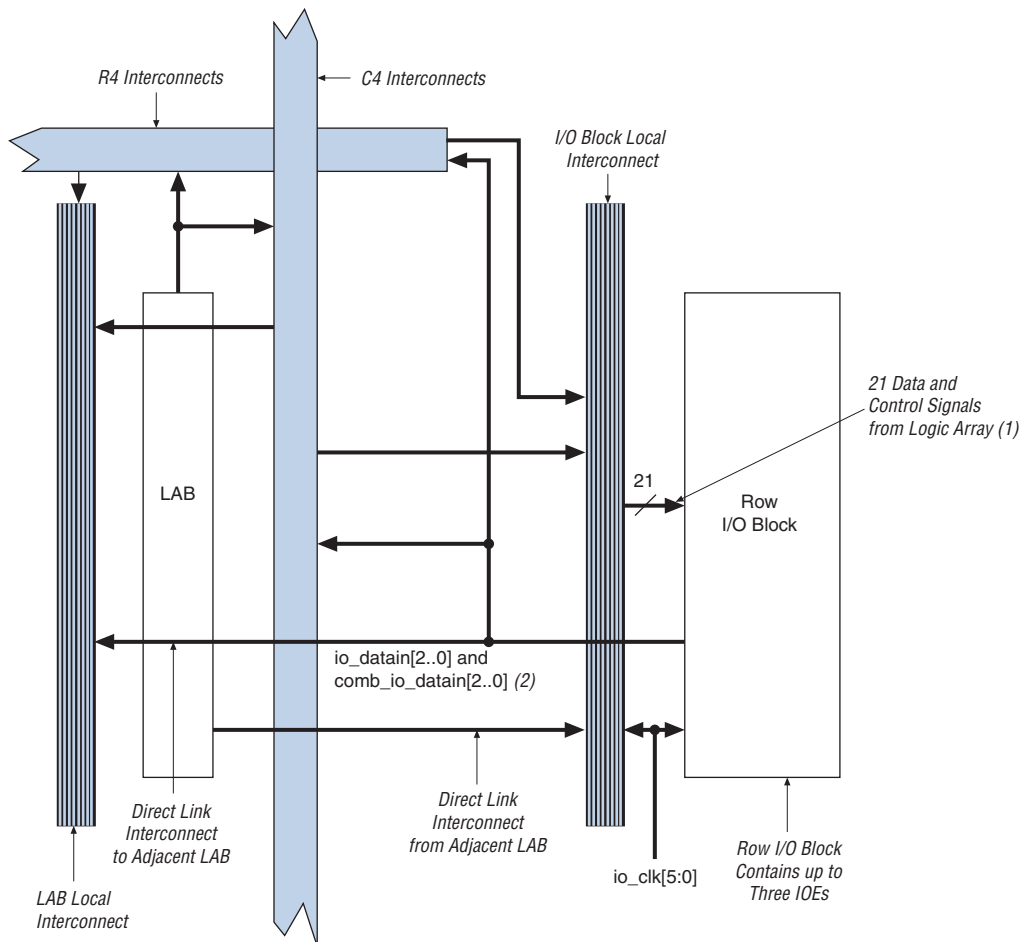 R4 Interconnects
C4 Interconnects
I/O Block Local
Interconnect
21 Data and
Control Signals
from Logic Array (1)
21
LAB
Row
I/O Block
io_datain[2..0] and
comb_io_datain[2..0] (2)
Direct Link
Interconnect
to Adjacent LAB
Direct Link
Interconnect
from Adjacent LAB
io_clk[5:0]
Row I/O Block
Contains up to
Three IOEs
LAB Local
Interconnect